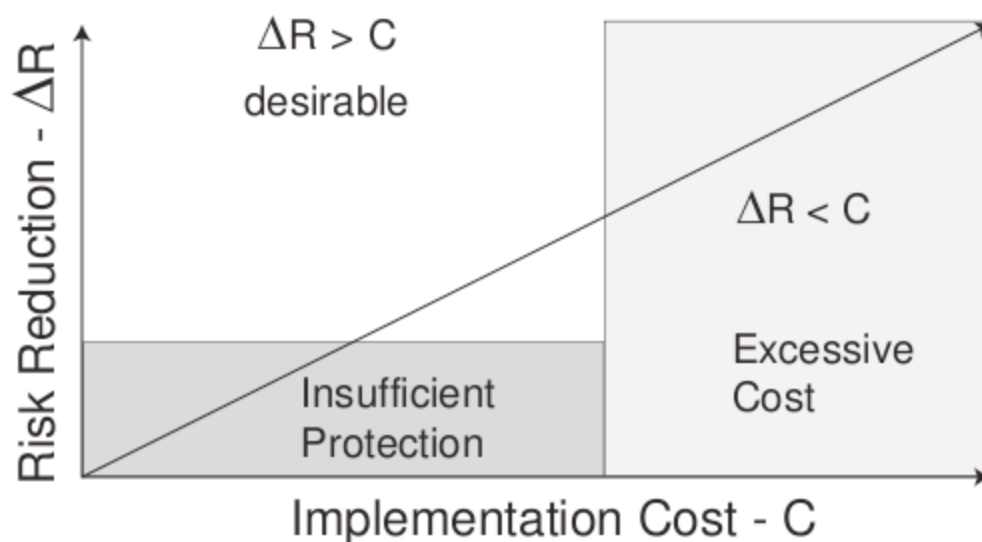 ΔR > C
desirable
Risk Reduction - ΔR
ΔR < C
Excessive
Cost
Insufficient
Protection
Implementation Cost - C